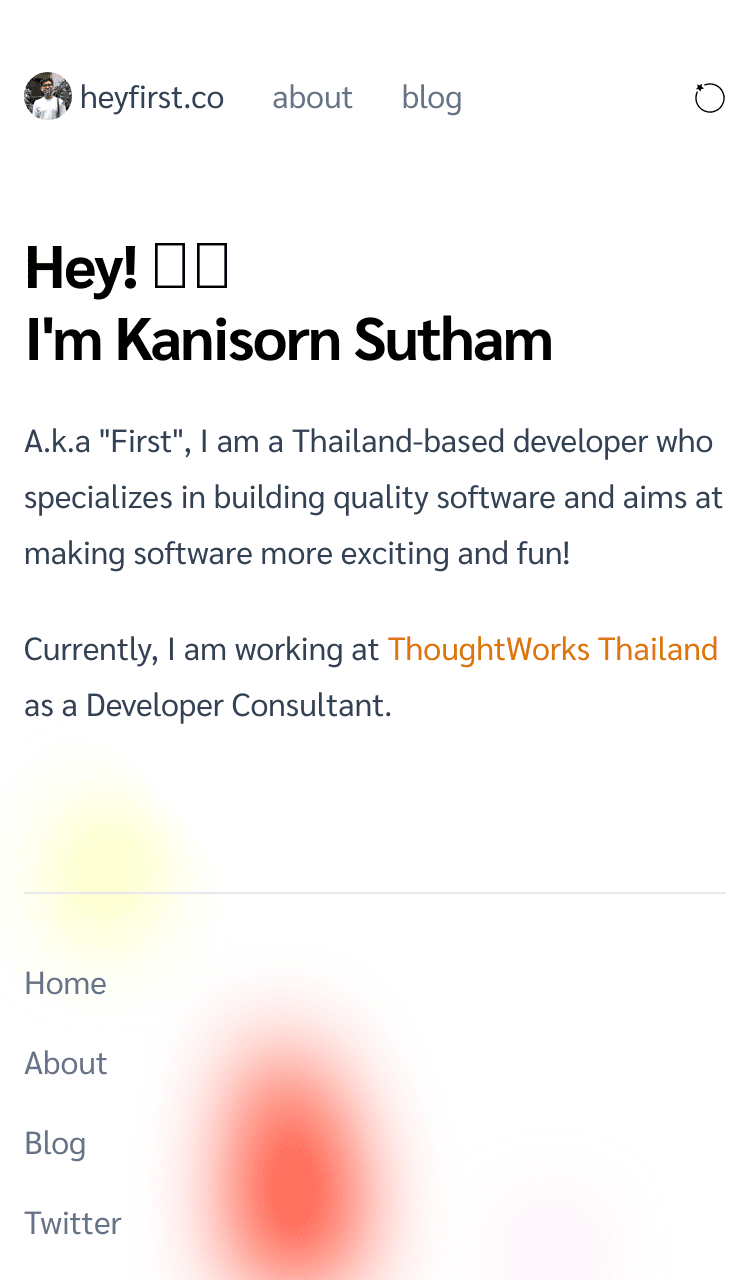 heyfirst.co about blog
Hey!
I'm Kanisorn Sutham
A.k.a "First", I am a Thailand-based developer who
specializes in building quality software and aims at
making software more exciting and fun!
Currently, I am working at ThoughtWorks Thailand
as a Developer Consultant.
Home
About
Blog
Twitter